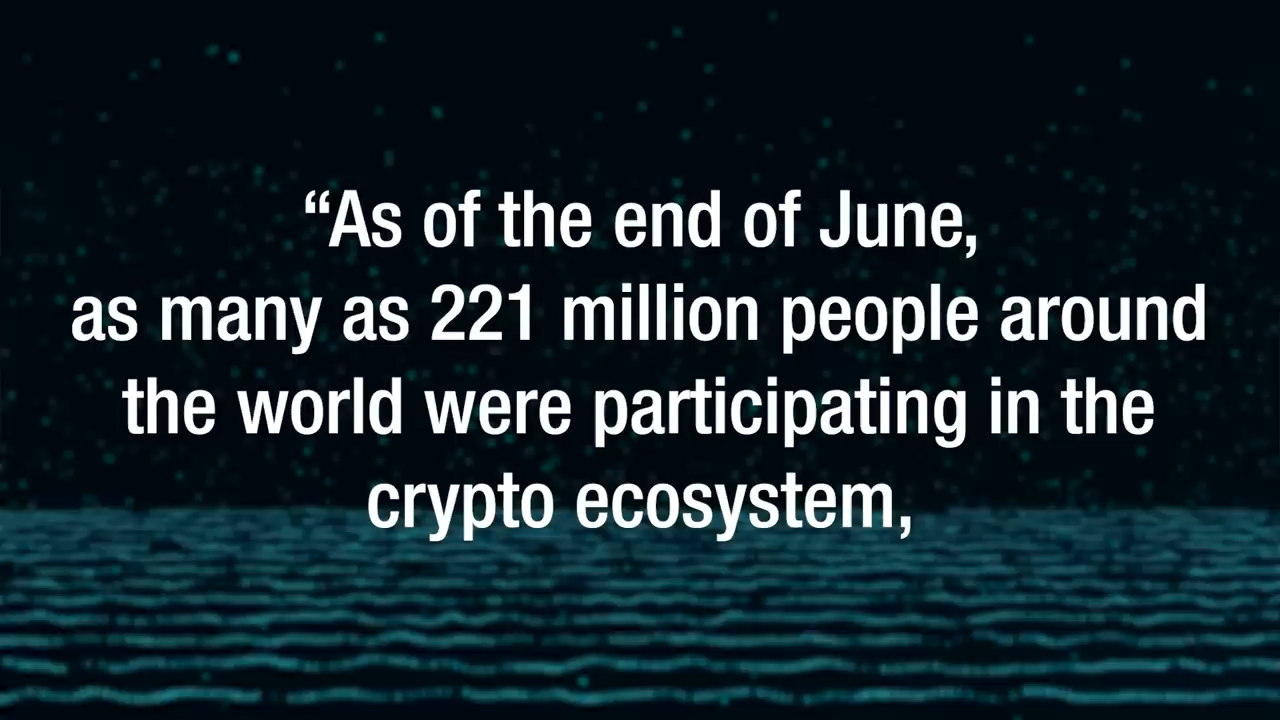 “As of the end of June,
as many as 221 million people around
the world were participating in the
crypto ecosystem,